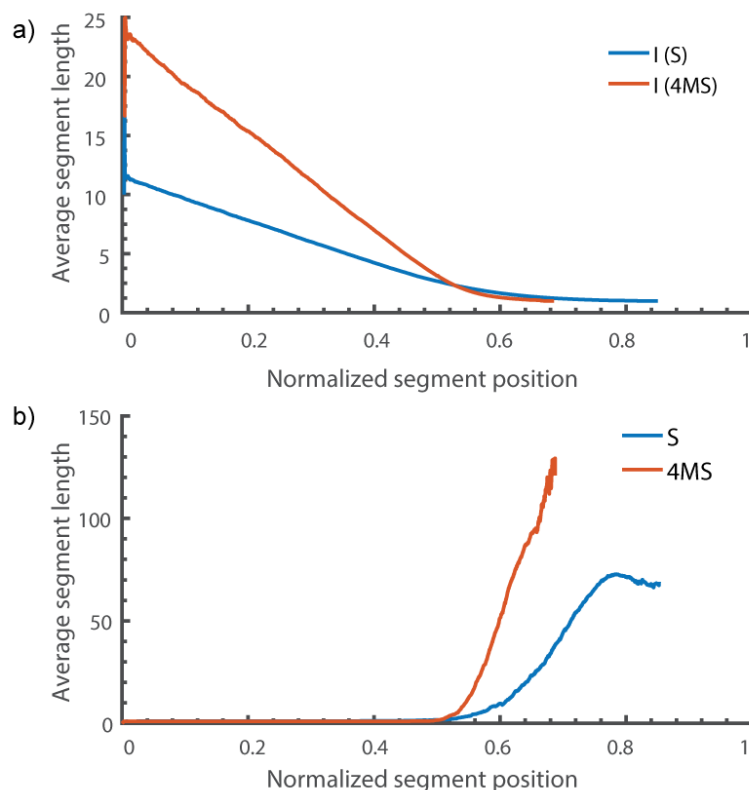 a)
Average segment length
25
20
15
10
5
0
I (S)
I (4MS)
0 0.2 0.4 0.6 0.8 1
Normalized segment position
b)
Average segment length
150
100
50
0
S
4MS
0 0.2 0.4 0.6 0.8 1
Normalized segment position